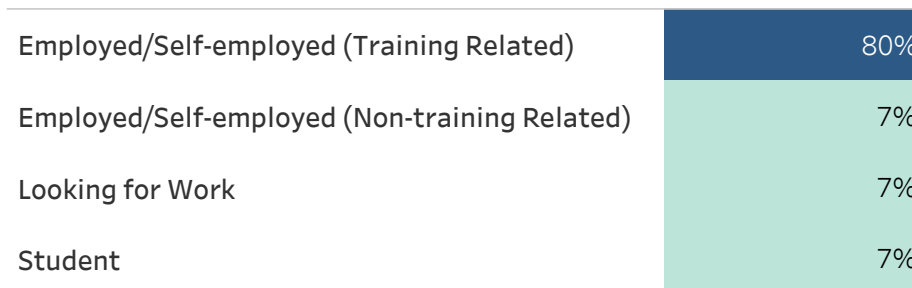 Employed/Self-employed (Training Related) 80%
Employed/Self-employed (Non-training Related) 7%
Looking for Work 7%
Student 7%